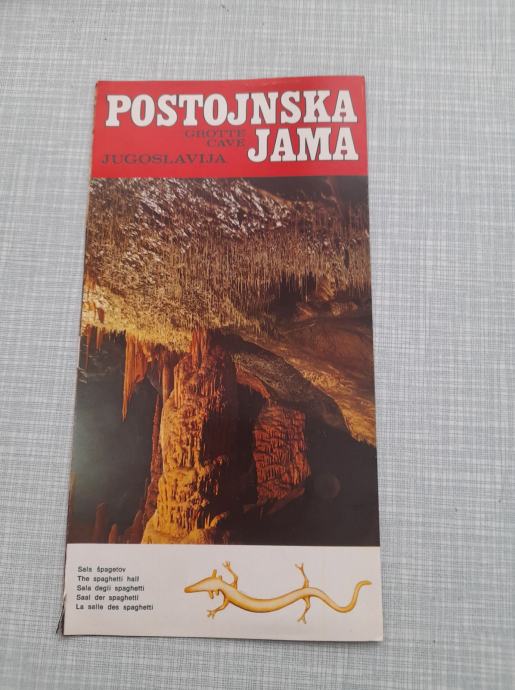 POSTOJNSKA
GROTTE
CAVE
JUGOSLAVIJA
JAMA
Sala špagetov
The spaghetti hall
Sala degli spaghetti
Saal der spaghetti
La salle des spaghetti